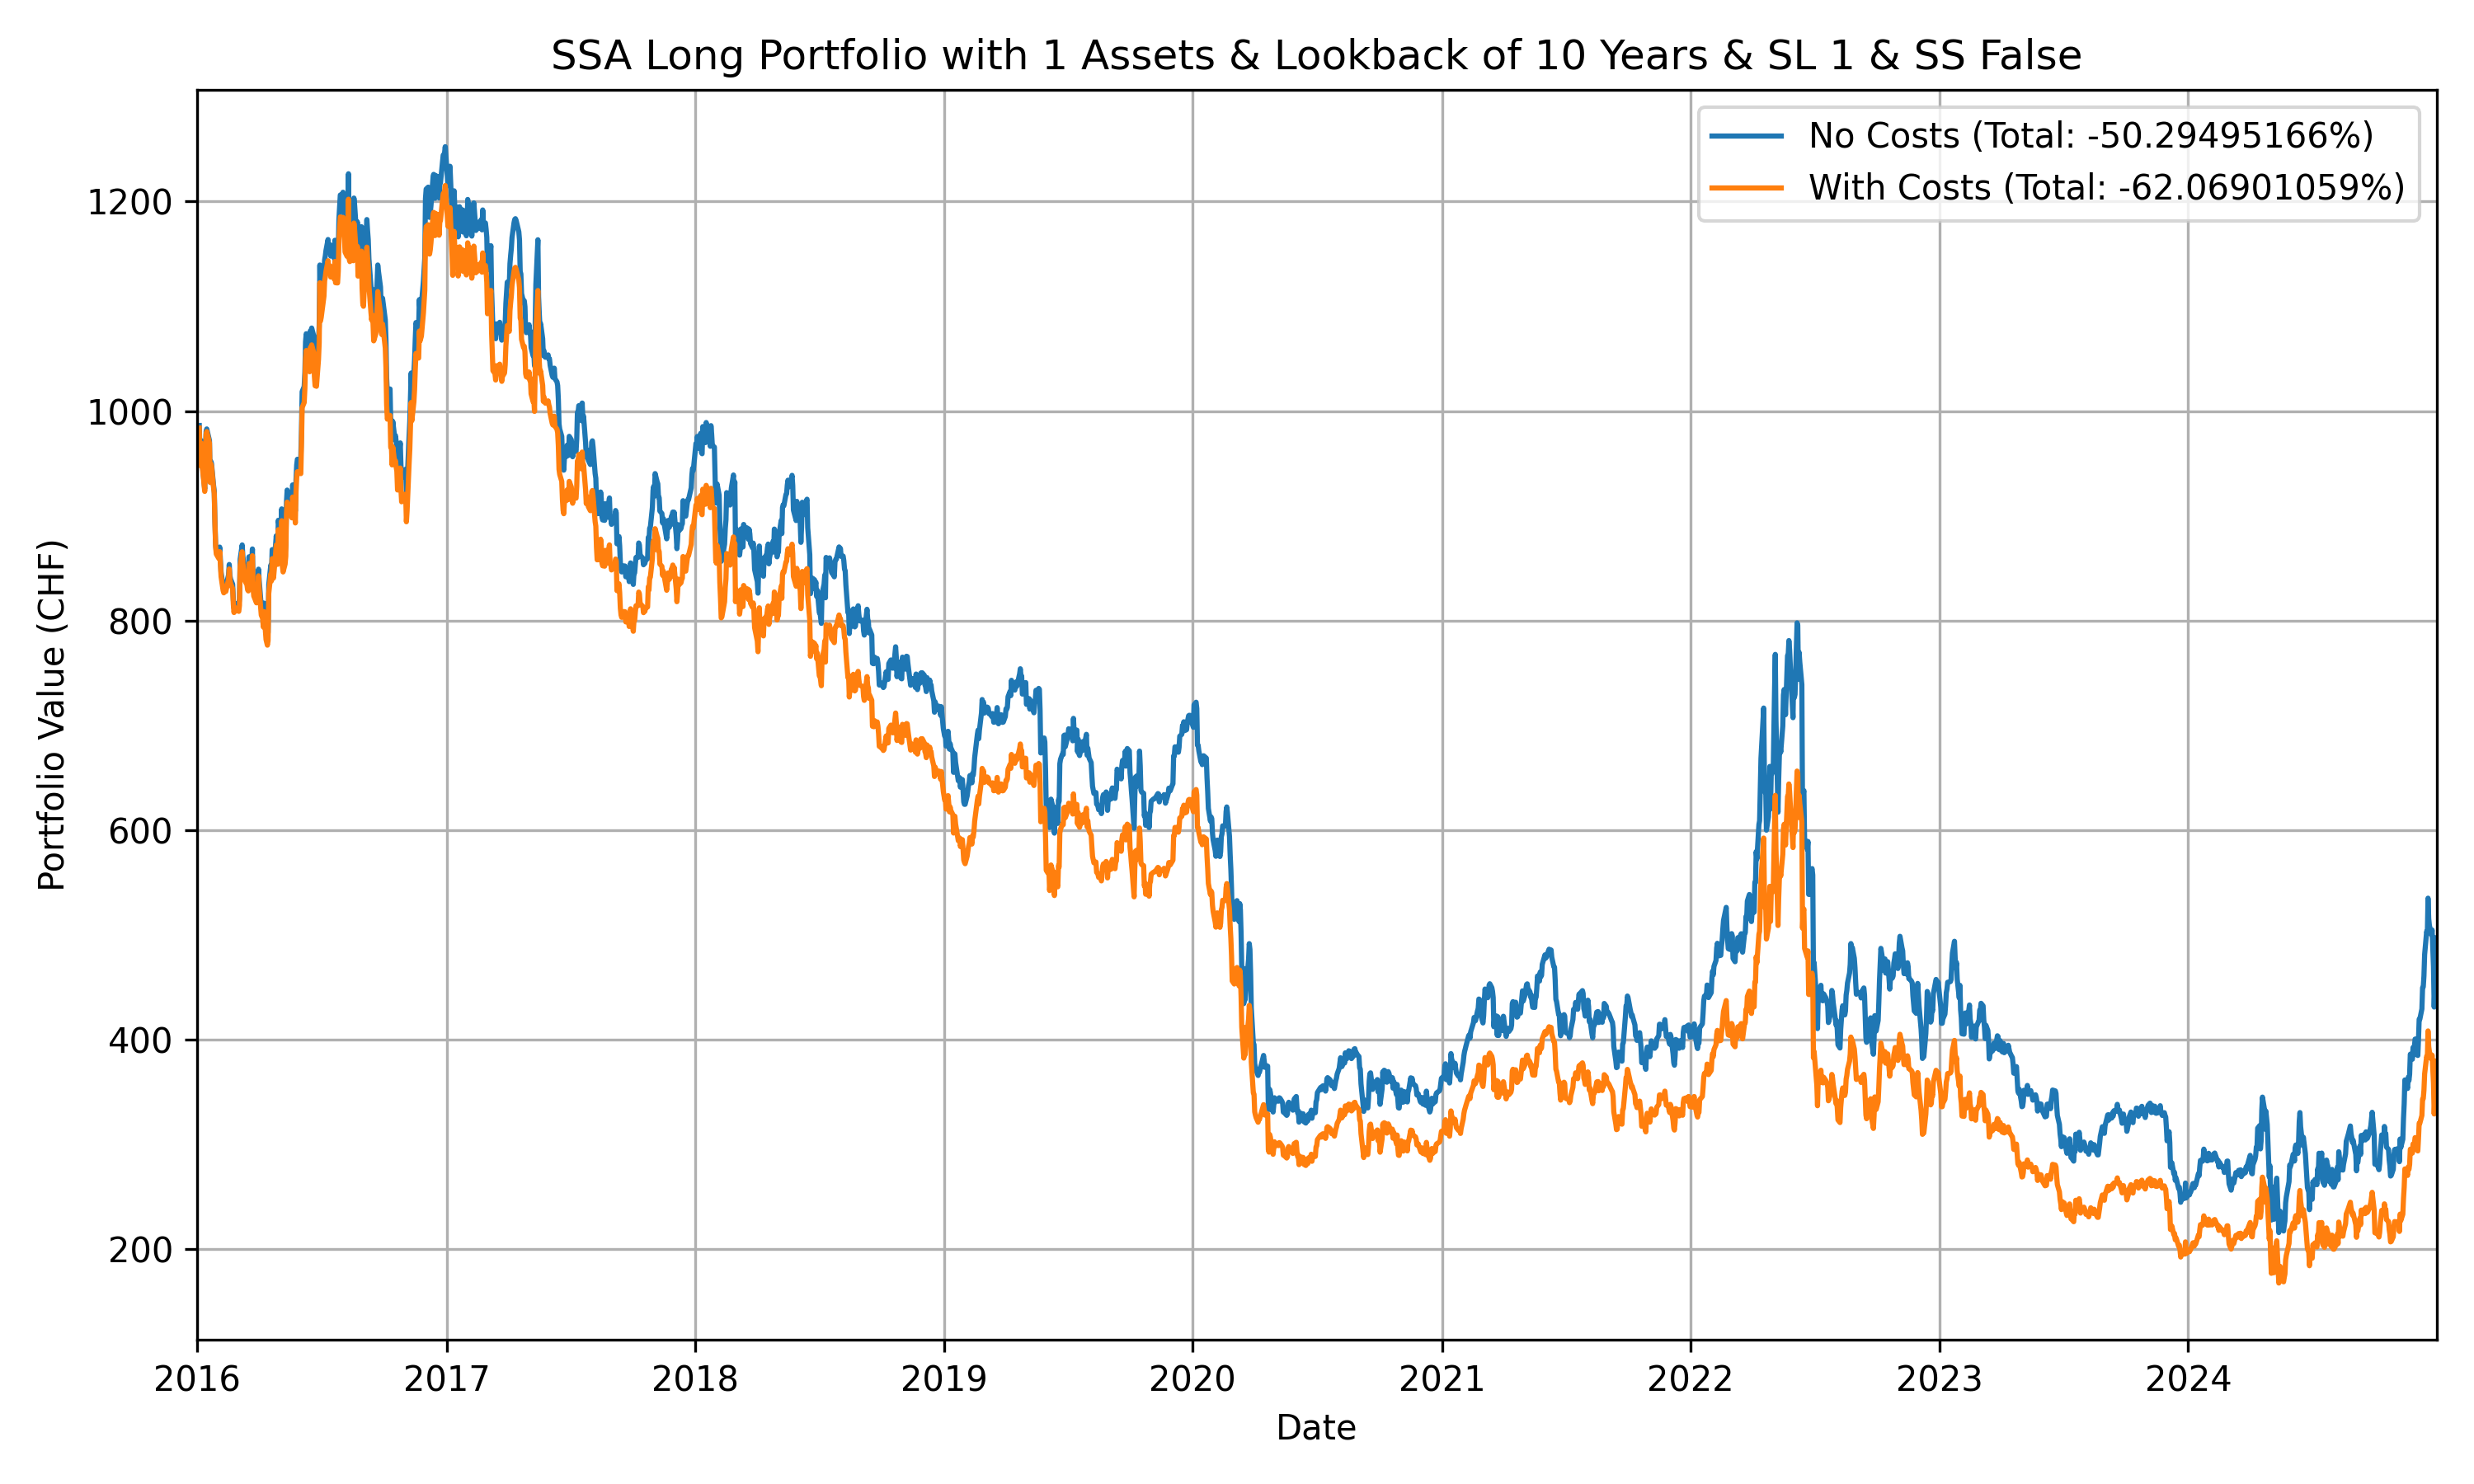 SSA Long Portfolio with 1 Assets & Lookback of 10 Years & SL 1 & SS False
No Costs (Total: -50.29495166%)
With Costs (Total: -62.06901059%)
Portfolio Value (CHF)
1200
1000
800
600
400
200
2016 2017 2018 2019 2020 2021 2022 2023 2024
Date